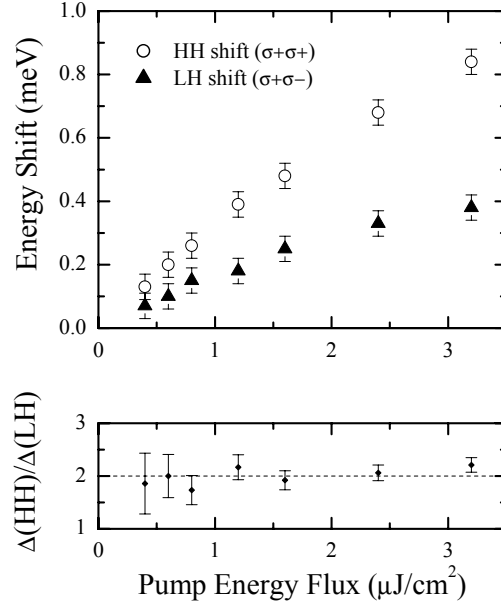 1.0
0.8
0.6
0.4
0.2
0.0
Energy Shift (meV)
HH shift (σ+σ+)
LH shift (σ+σ−)
0 1 2 3
3
2
1
Δ(HH)/Δ(LH)
0 1 2 3
Pump Energy Flux (μJ/cm²)